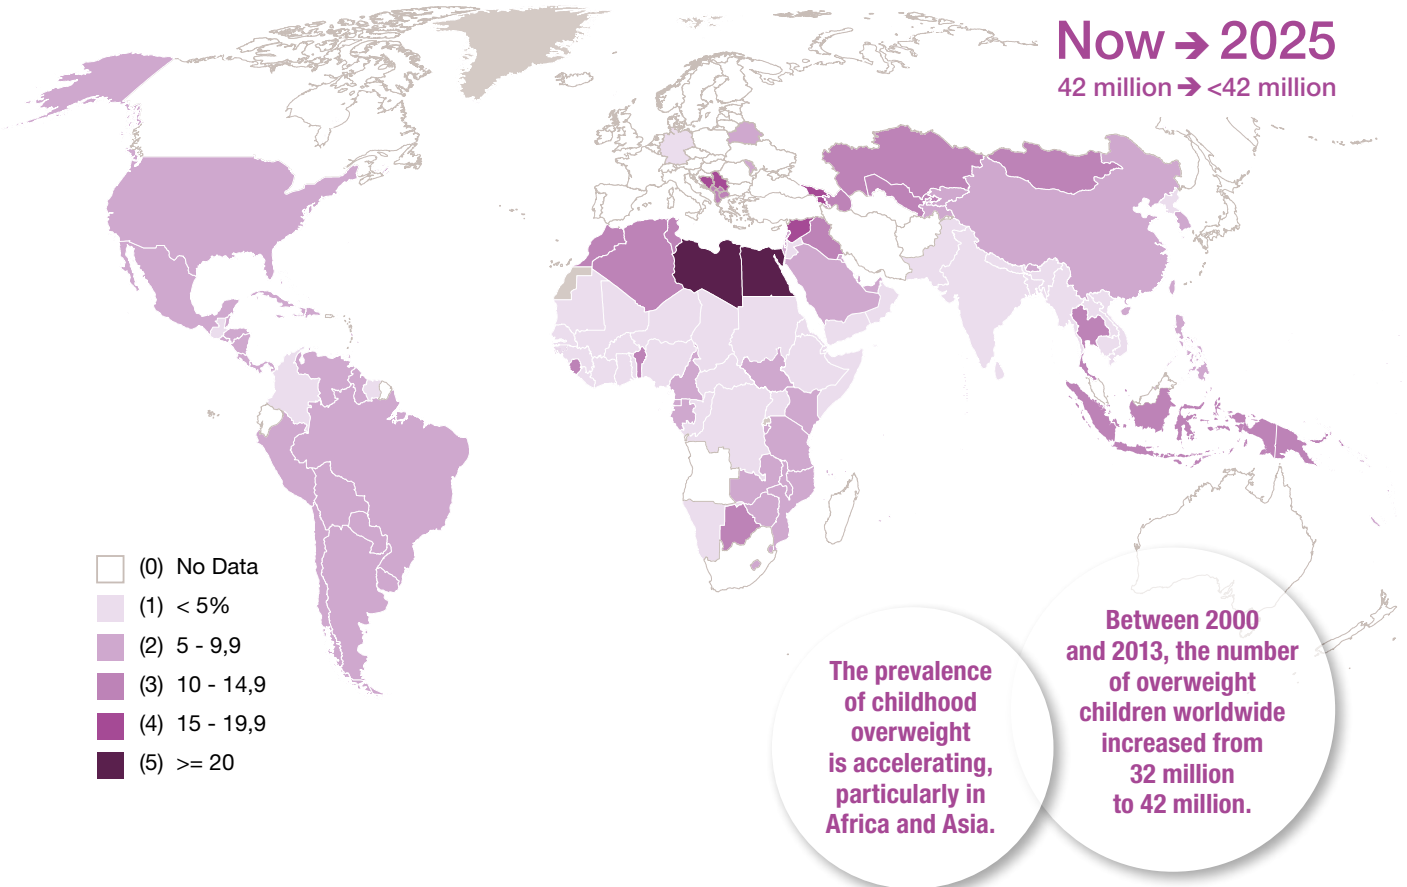 Now ➔ 2025
42 million ➔ <42 million
(0) No Data
(1) < 5%
(2) 5 - 9,9
(3) 10 - 14,9
(4) 15 - 19,9
(5) >= 20
The prevalence
of childhood
overweight
is accelerating,
particularly in
Africa and Asia.
Between 2000
and 2013, the number
of overweight
children worldwide
increased from
32 million
to 42 million.